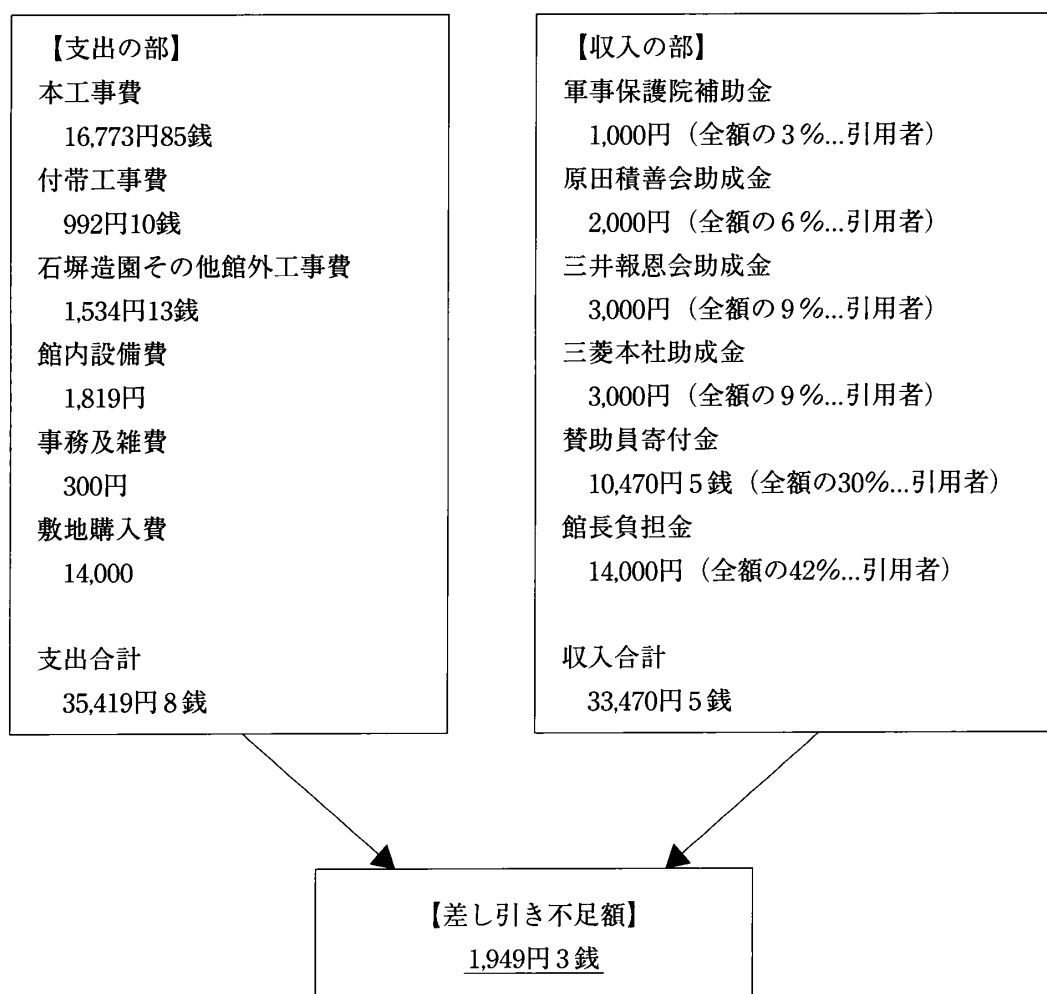 【支出の部】
本工事費
16,773円85銭
付帯工事費
992円10銭
石塀造園その他館外工事費
1,534円13銭
館内設備費
1,819円
事務及雑費
300円
敷地購入費
14,000
支出合計
35,419円8銭
【収入の部】
軍事保護院補助金
1,000円（全額の3%...引用者）
原田積善会助成金
2,000円（全額の6%...引用者）
三井報恩会助成金
3,000円（全額の9%...引用者）
三菱本社助成金
3,000円（全額の9%...引用者）
賛助員寄付金
10,470円5銭（全額の30%...引用者）
館長負担金
14,000円（全額の42%...引用者）
収入合計
33,470円5銭
【差し引き不足額】
1,949円3銭